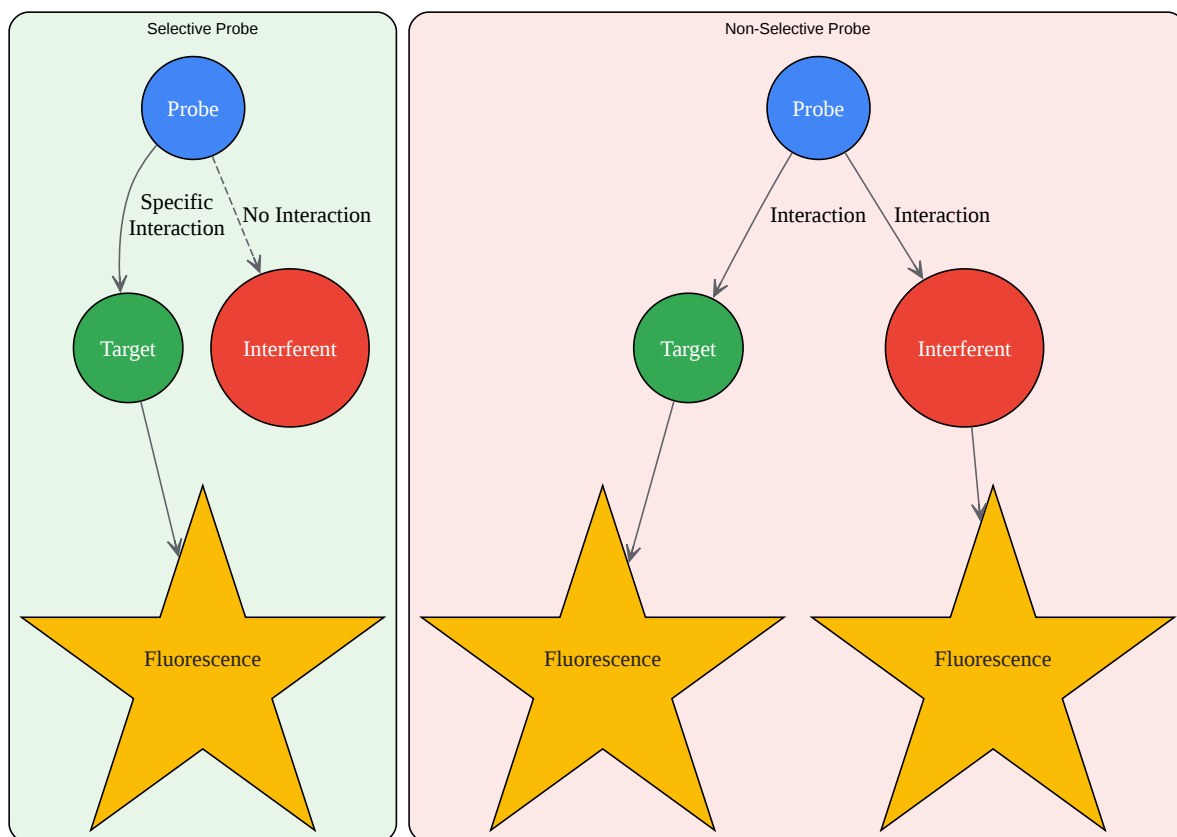 Selective Probe
Probe
Specific
Interaction
No Interaction
Target
Interferent
Fluorescence
Non-Selective Probe
Probe
Interaction
Interaction
Target
Interferent
Fluorescence
Fluorescence